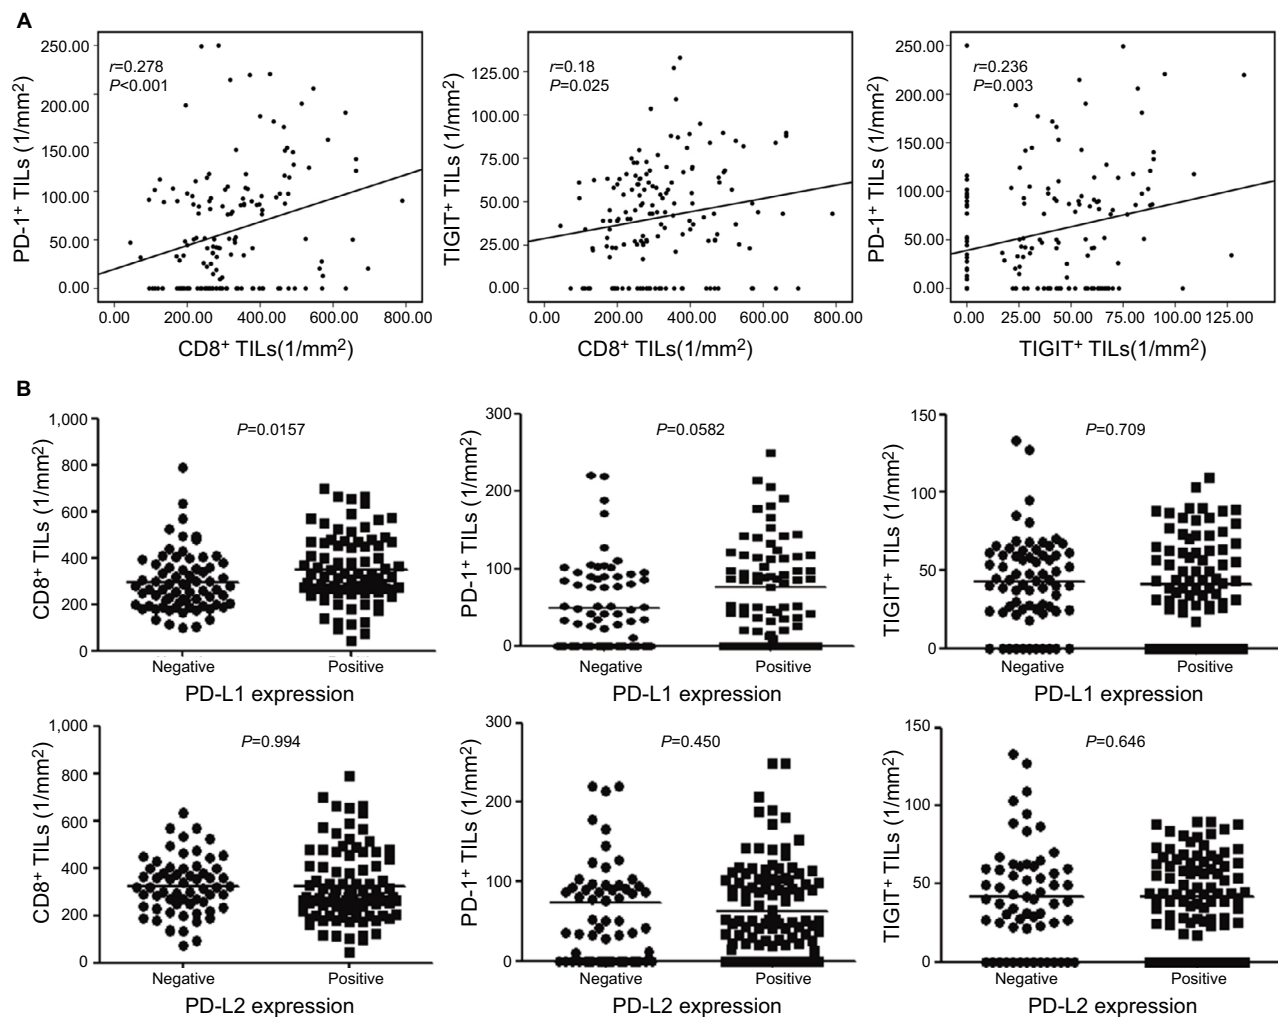 A
250.00
200.00
150.00
100.00
50.00
0.00
PD-1+ TILs (1/mm2)
r=0.278
P<0.001
0.00 200.00 400.00 600.00 800.00
CD8+ TILs(1/mm2)
125.00
100.00
75.00
50.00
25.00
0.00
TIGIT+ TILs (1/mm2)
r=0.18
P=0.025
0.00 200.00 400.00 600.00 800.00
CD8+ TILs(1/mm2)
250.00
200.00
150.00
100.00
50.00
0.00
PD-1+ TILs (1/mm2)
r=0.236
P=0.003
0.00 25.00 50.00 75.00 100.00 125.00
TIGIT+ TILs(1/mm2)
B
1,000
800
600
400
200
0
CD8+ TILs (1/mm2)
P=0.0157
Negative Positive
PD-L1 expression
300
200
100
0
PD-1+ TILs (1/mm2)
P=0.0582
Negative Positive
PD-L1 expression
150
100
50
0
TIGIT+ TILs (1/mm2)
P=0.709
Negative Positive
PD-L1 expression
1,000
800
600
400
200
0
CD8+ TILs (1/mm2)
P=0.994
Negative Positive
PD-L2 expression
300
200
100
0
PD-1+ TILs (1/mm2)
P=0.450
Negative Positive
PD-L2 expression
150
100
50
0
TIGIT+ TILs (1/mm2)
P=0.646
Negative Positive
PD-L2 expression